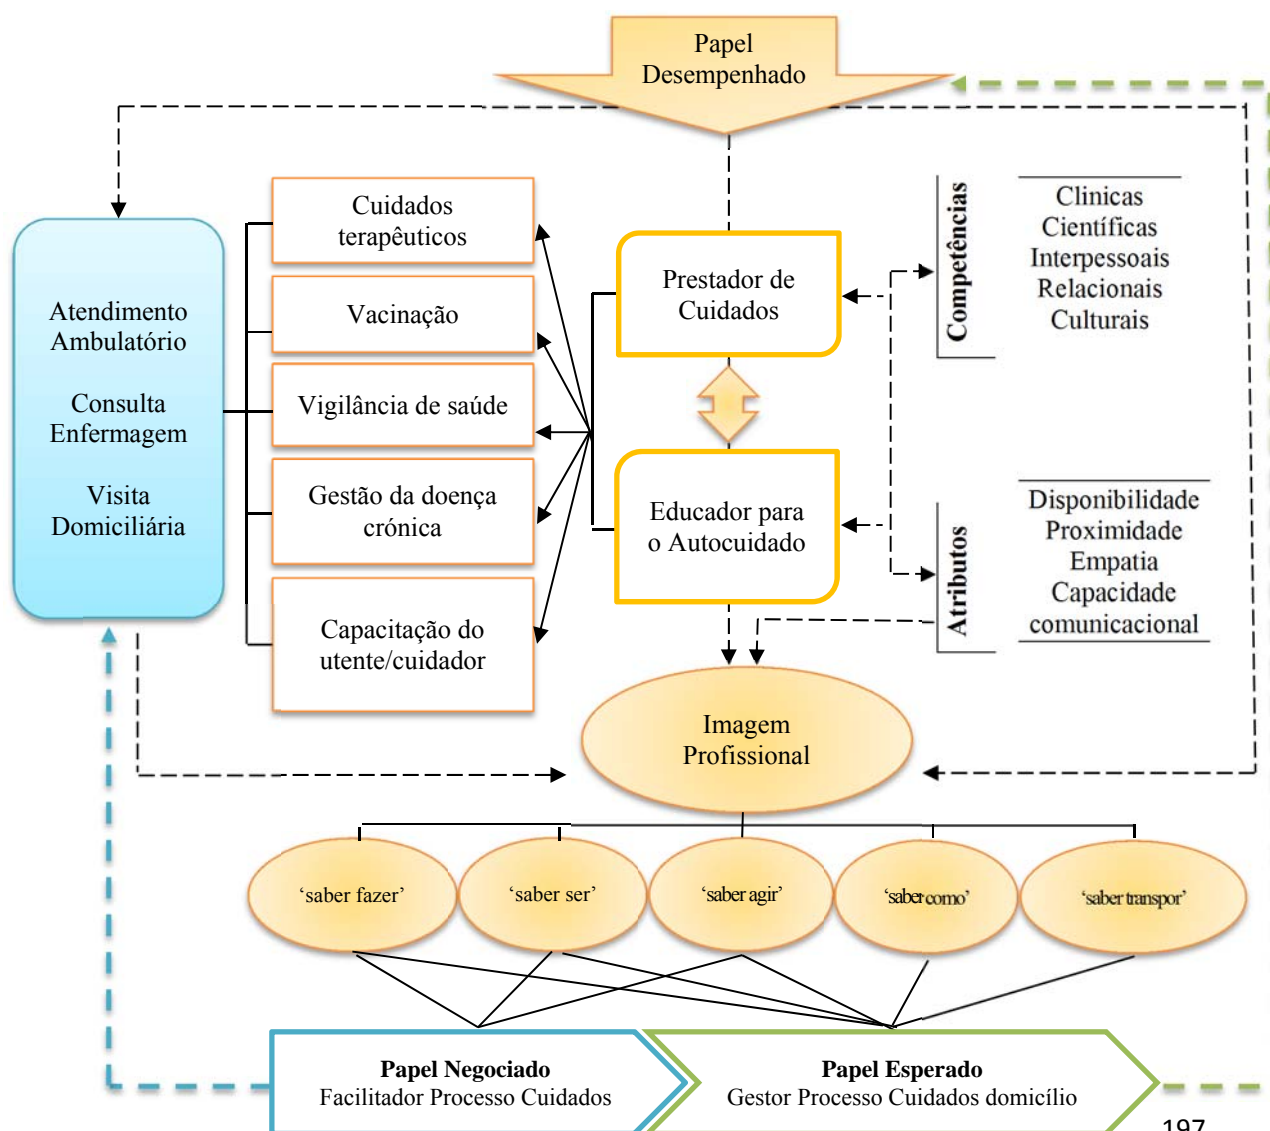 Papel
Desempenhado
Cuidados
terapêuticos
Vacinação
Vigilância de saúde
Gestão da doença
crónica
Capacitação do
utente/cuidador
Atendimento
Ambulatório
Consulta
Enfermagem
Visita
Domiciliária
Prestador de
Cuidados
Educador para
o Autocuidado
Competências
Clinicas
Científicas
Interpessoais
Relacionais
Culturais
Atributos
Disponibilidade
Proximidade
Empatia
Capacidade
comunicacional
Imagem
Profissional
‘saber fazer’
‘saber ser’
‘saber agir’
‘saber como’
‘saber transpor’
Papel Negociado
Facilitador Processo Cuidados
Papel Esperado
Gestor Processo Cuidados domicílio
197